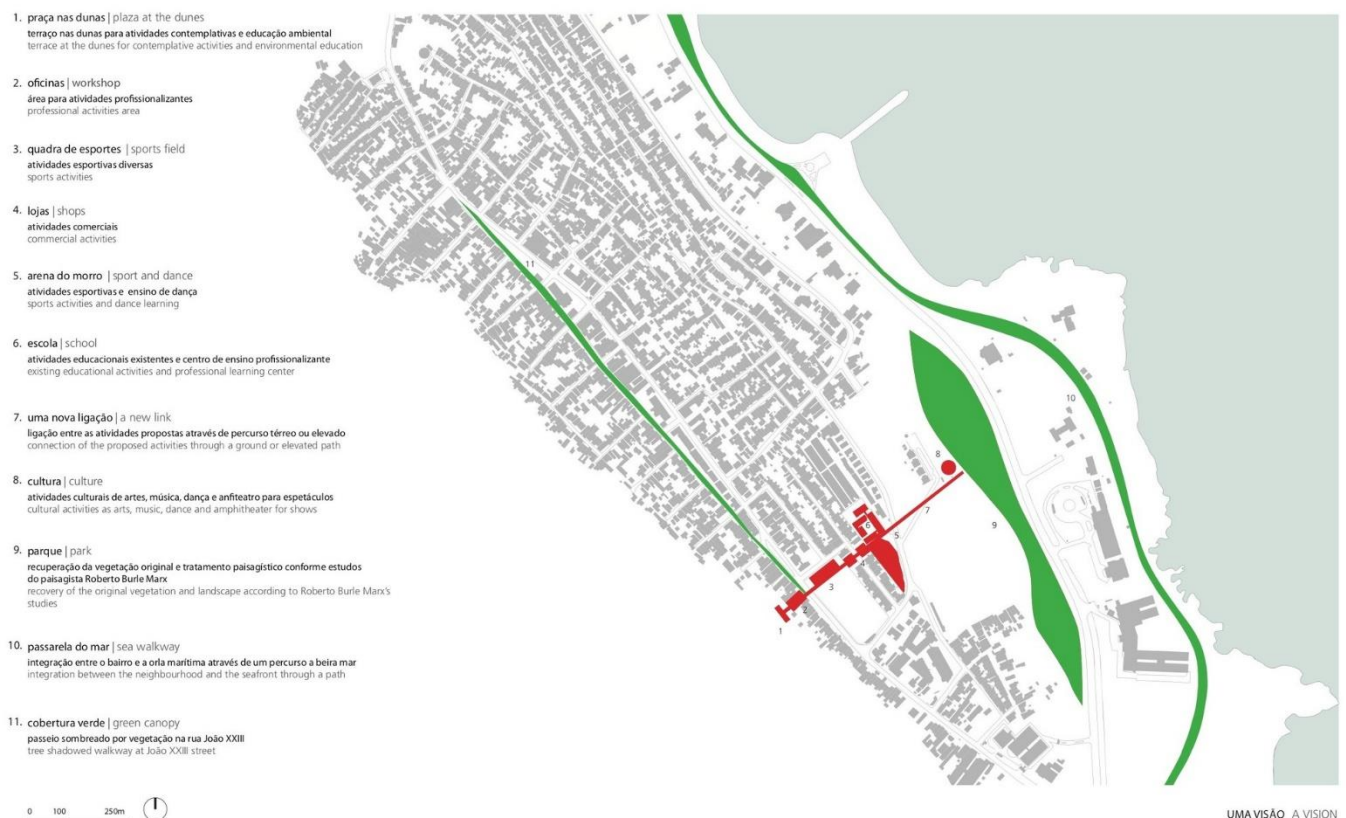 1. praça nas dunas | plaza at the dunes
terraço nas dunas para atividades contemplativas e educação ambiental
terrace at the dunes for contemplative activities and environmental education
2. oficinas | workshop
área para atividades profissionalizantes
professional activities area
3. quadra de esportes | sports field
atividades esportivas diversas
sports activities
4. lojas | shops
atividades comerciais
commercial activities
5. arena do morro | sport and dance
atividades esportivas e ensino de dança
sports activities and dance learning
6. escola | school
atividades educacionais existentes e centro de ensino profissionalizante
existing educational activities and professional learning center
7. uma nova ligação | a new link
ligação entre as atividades propostas através de percurso térreo ou elevado
connection of the proposed activities through a ground or elevated path
8. cultura | culture
atividades culturais de artes, música, dança e anfiteatro para espetáculos
cultural activities as arts, music, dance and amphitheater for shows
9. parque | park
recuperação da vegetação original e tratamento paisagístico conforme estudos
do paisagista Roberto Burle Marx
recovery of the original vegetation and landscape according to Roberto Burle Marx's
studies
10. passarela do mar | sea walkway
integração entre o bairro e a orla marítima através de um percurso a beira mar
integration between the neighbourhood and the seafront through a path
11. cobertura verde | green canopy
passeio sombreado por vegetação na rua João XXIII
tree shadowed walkway at João XXIII street
0 100 250m
11
10
8
7
9
6
5
4
3
2
1
UMA VISÃO A VISION